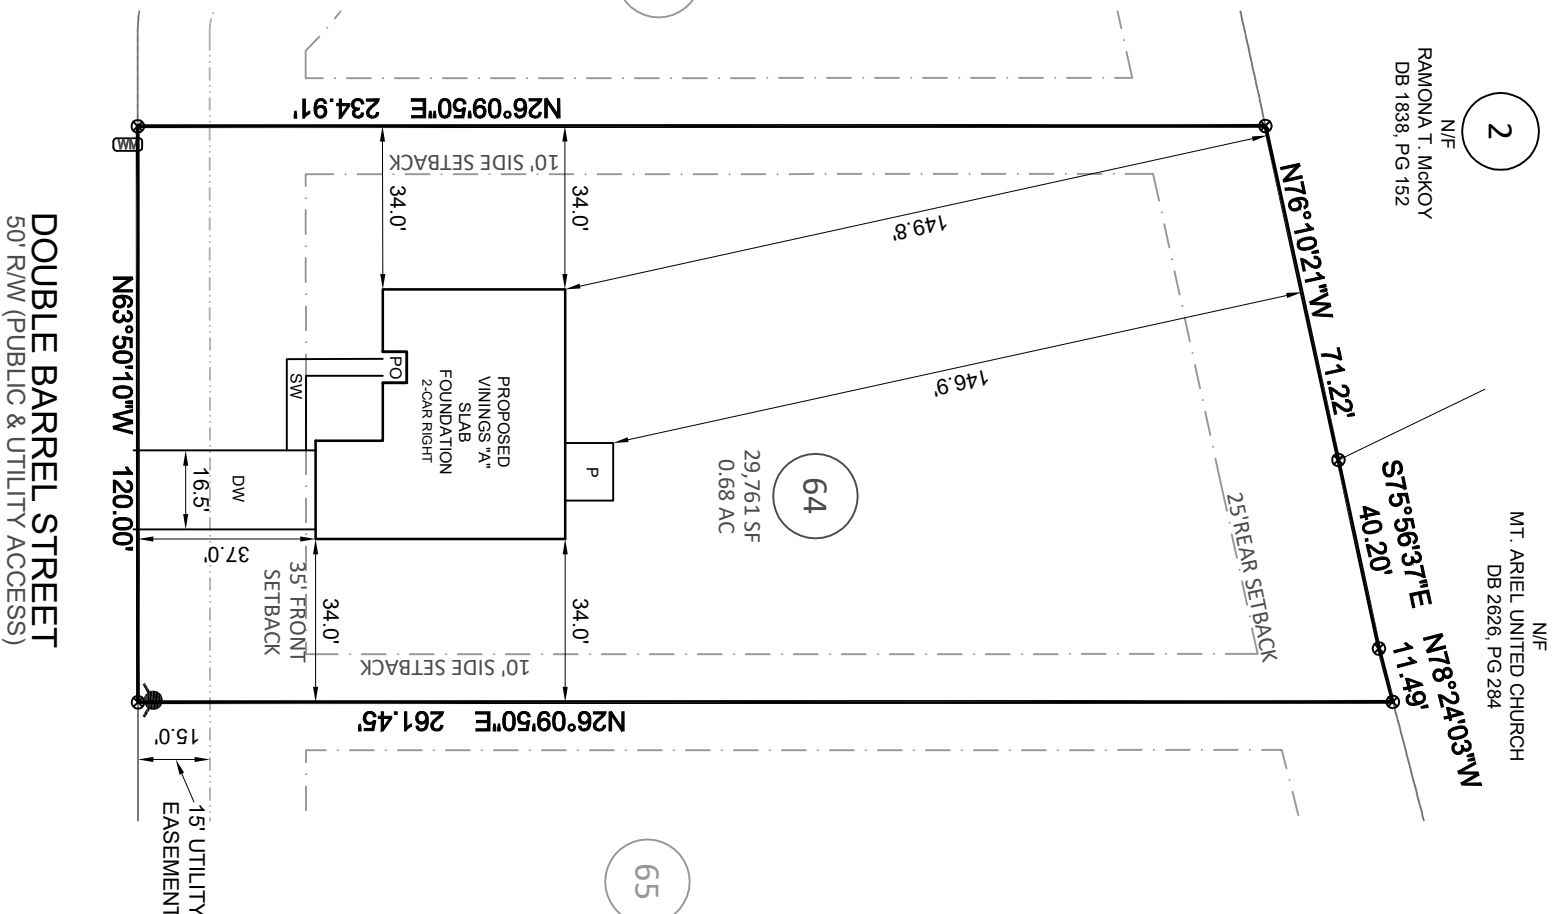 2
N/F
RAMONA T. McKOY
DB 1838, PG 152
N/F
MT. ARIEL UNITED CHURCH
DB 2626, PG 284
N76°10'21"W 71.22'
S75°56'37"E
40.20'
N78°24'03"W
11.49'
N26°09'50"E 234.91'
10' SIDE SETBACK
34.0'
34.0'
149.8'
146.9'
25'REAR SETBACK
64
29,761 SF
0.68 AC
P
PROPOSED
VININGS "A"
SLAB
FOUNDATION
2-CAR RIGHT
PO
SW
DW
16.5'
37.0'
35' FRONT
SETBACK
34.0'
34.0'
10' SIDE SETBACK
N26°09'50"E 261.45'
WM
N63°50'10"W 120.00'
15.0'
15' UTILITY
EASEMENT
DOUBLE BARREL STREET
50' R/W (PUBLIC & UTILITY ACCESS)
65